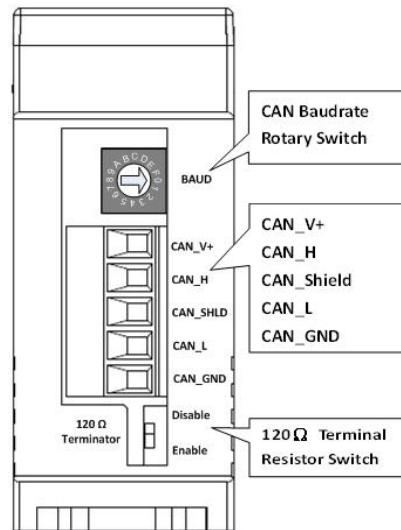 CAN Baudrate
Rotary Switch
0123456789ABCDEF
BAUD
CAN_V+
CAN_H
CAN_SHLD
CAN_L
CAN_GND
CAN_V+
CAN_H
CAN_Shield
CAN_L
CAN_GND
120 Ω
Terminator
Disable
Enable
120Ω Terminal
Resistor Switch